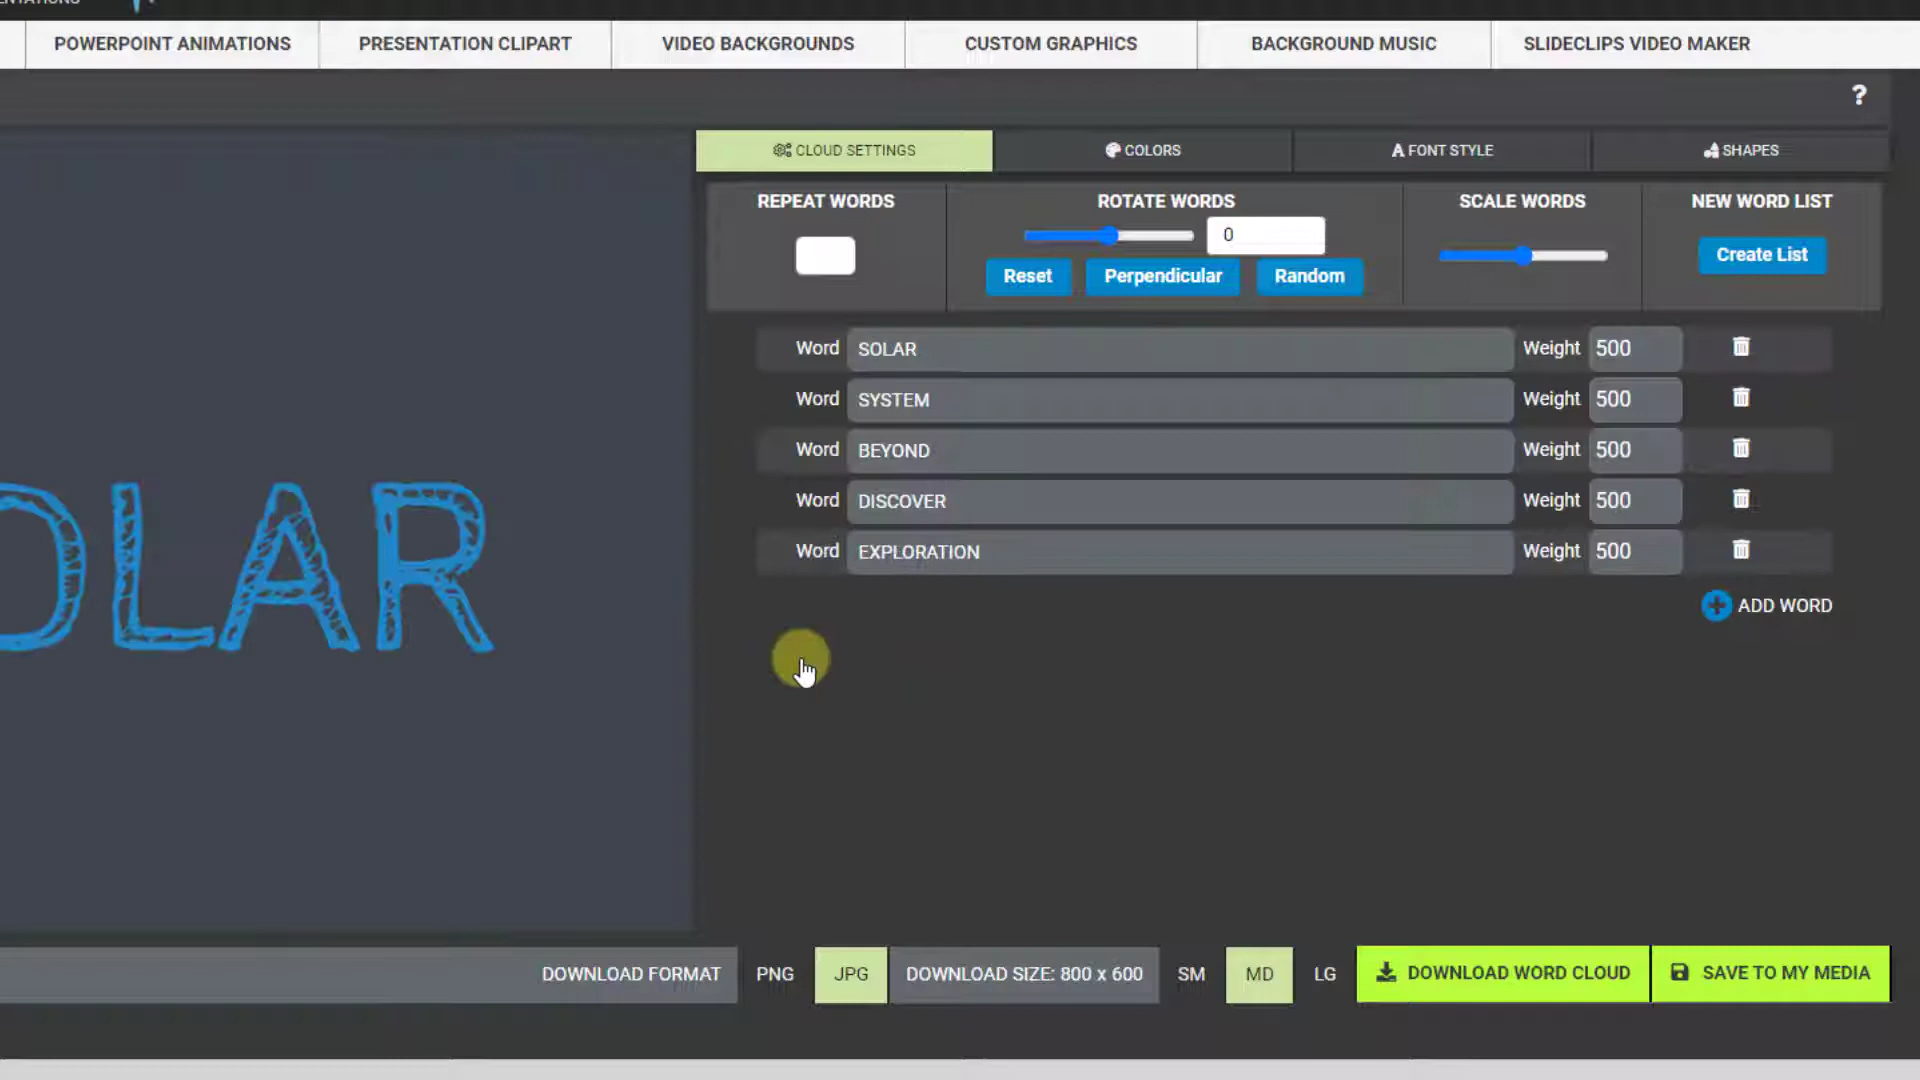 POWERPOINT ANIMATIONS PRESENTATION CLIPART VIDEO BACKGROUNDS CUSTOM GRAPHICS BACKGROUND MUSIC SLIDECLIPS VIDEO MAKER
?
CLOUD SETTINGS COLORS FONT STYLE SHAPES
REPEAT WORDS ROTATE WORDS SCALE WORDS NEW WORD LIST
0
Create List
Reset Perpendicular Random
Word SOLAR Weight 500
Word SYSTEM Weight 500
Word BEYOND Weight 500
Word DISCOVER Weight 500
Word EXPLORATION Weight 500
ADD WORD
OLAR
DOWNLOAD FORMAT PNG JPG DOWNLOAD SIZE: 800 x 600 SM MD LG DOWNLOAD WORD CLOUD SAVE TO MY MEDIA